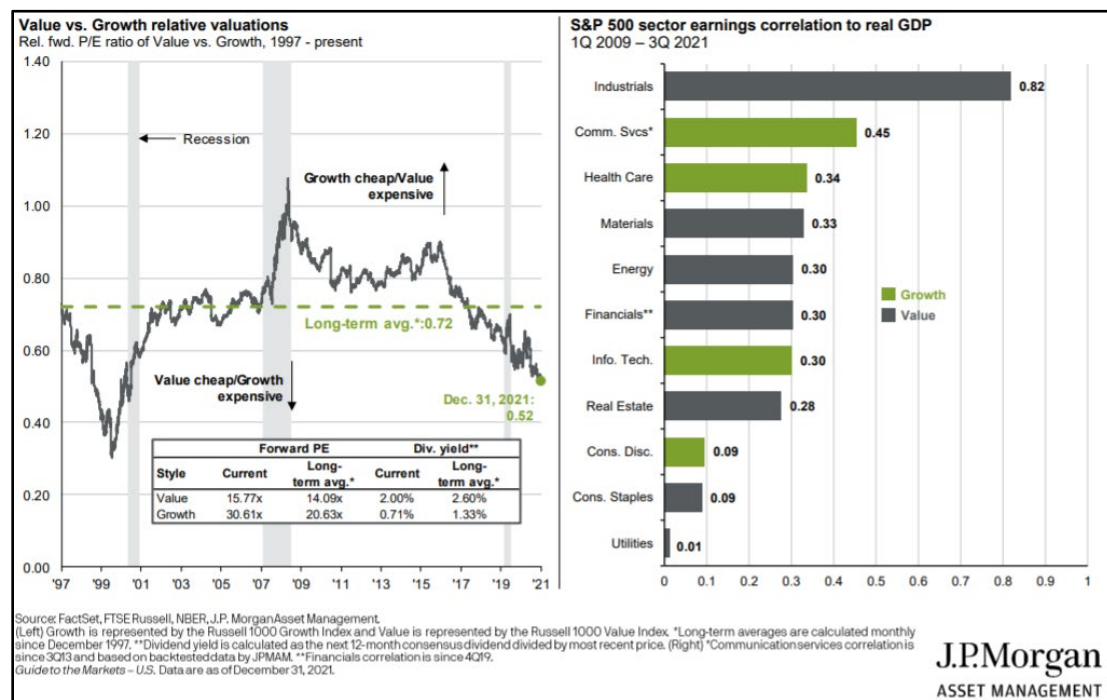 Value vs. Growth relative valuations
Rel. fwd. P/E ratio of Value vs. Growth, 1997 - present
1.40
1.20
1.00
0.80
0.60
0.40
0.20
0.00
Recession
Growth cheap/Value
expensive
Long-term avg.*:0.72
Value cheap/Growth
expensive
Dec. 31, 2021:
0.52
Forward PE Div. yield**
Style Current Long-term avg.* Current Long-term avg.*
Value 15.77x 14.09x 2.00% 2.60%
Growth 30.61x 20.63x 0.71% 1.33%
'97 '99 '01 '03 '05 '07 '09 '11 '13 '15 '17 '19 '21
S&P 500 sector earnings correlation to real GDP
1Q 2009 – 3Q 2021
Industrials 0.82
Comm. Svcs* 0.45
Health Care 0.34
Materials 0.33
Energy 0.30
Financials** 0.30
Info. Tech. 0.30
Real Estate 0.28
Cons. Disc. 0.09
Cons. Staples 0.09
Utilities 0.01
Growth
Value
0 0.1 0.2 0.3 0.4 0.5 0.6 0.7 0.8 0.9 1
Source: FactSet, FTSE Russell, NBER, J.P. Morgan Asset Management.
(Left) Growth is represented by the Russell 1000 Growth Index and Value is represented by the Russell 1000 Value Index. *Long-term averages are calculated monthly
since December 1997. **Dividend yield is calculated as the next 12-month consensus dividend divided by most recent price. (Right) *Communication services correlation is
since 3Q13 and based on backtested data by JPMAM. **Financials correlation is since 4Q19.
Guide to the Markets – U.S. Data are as of December 31, 2021.
J.P.Morgan
ASSET MANAGEMENT